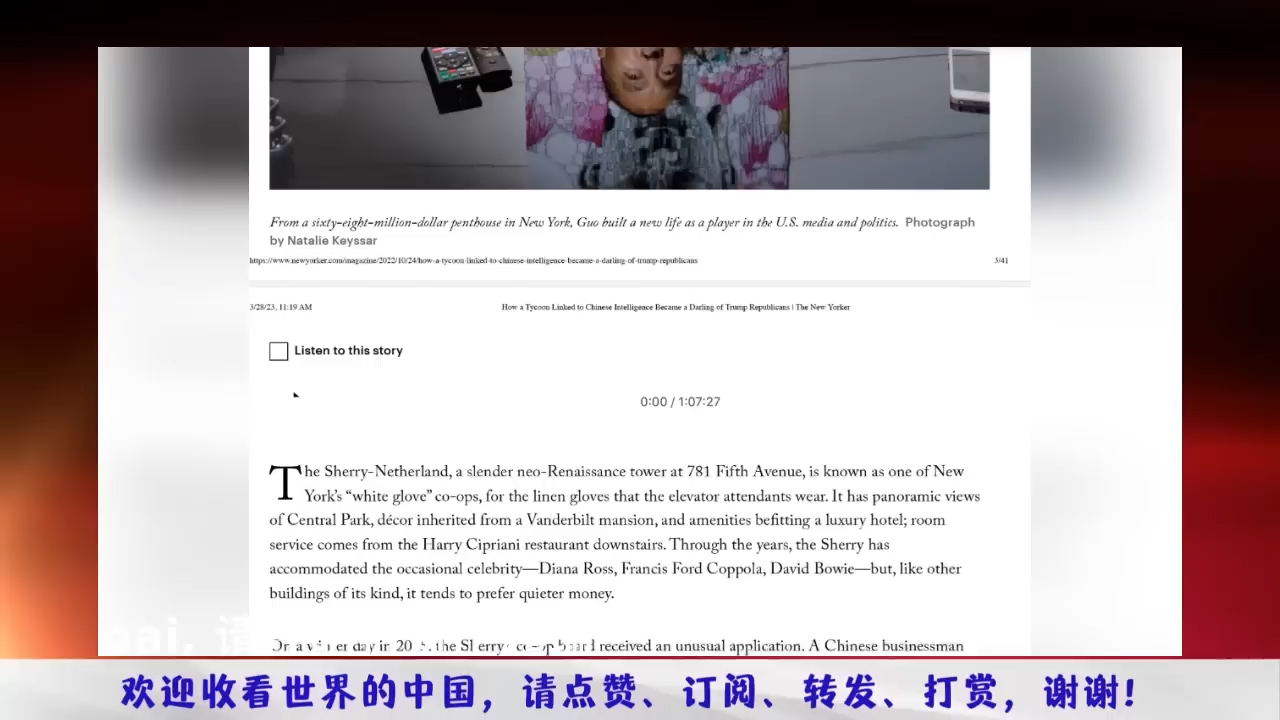 From a sixty-eight-million-dollar penthouse in New York, Guo built a new life as a player in the U.S. media and politics. Photograph
by Natalie Keyssar
https://www.newyorker.com/magazine/2022/10/24/how-a-tycoon-linked-to-chinese-intelligence-became-a-darling-of-trump-republicans 3/41
3/28/23, 11:19 AM How a Tycoon Linked to Chinese Intelligence Became a Darling of Trump Republicans | The New Yorker
Listen to this story
0:00 / 1:07:27
The Sherry-Netherland, a slender neo-Renaissance tower at 781 Fifth Avenue, is known as one of New
York's “white glove” co-ops, for the linen gloves that the elevator attendants wear. It has panoramic views
of Central Park, décor inherited from a Vanderbilt mansion, and amenities befitting a luxury hotel; room
service comes from the Harry Cipriani restaurant downstairs. Through the years, the Sherry has
accommodated the occasional celebrity—Diana Ross, Francis Ford Coppola, David Bowie—but, like other
buildings of its kind, it tends to prefer quieter money.
day in the received an unusual application. A Chinese businessman
欢迎收看世界的中国，请点赞、订阅、转发、打赏，谢谢!